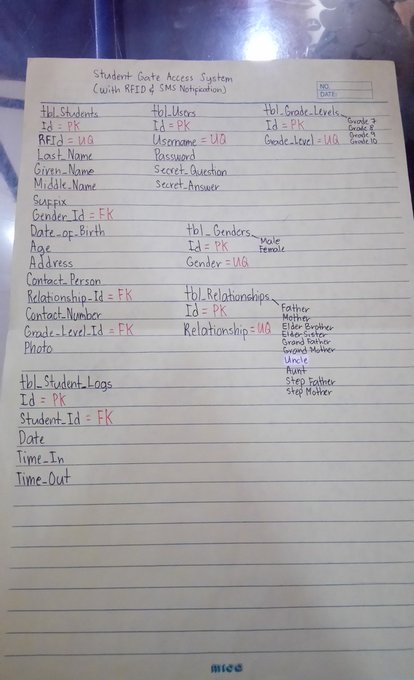 Student Gate Access System
(With RFID & SMS Notification)
NO.
DATE:
tbl_Students
Id = PK
RFId = UQ
Last_Name
Given_Name
Middle_Name
Suffix
Gender_Id = FK
Date_of_Birth
Age
Address
Contact_Person
Relationship_Id = FK
Contact_Number
Grade_Level_Id = FK
Photo
tbl_Users
Id = PK
Username = UQ
Password
Secret_Question
Secret_Answer
tbl_Grade_Levels
Id = PK
Grade_Level = UQ
Grade 7
Grade 8
Grade 9
Grade 10
tbl_Genders
Id = PK
Gender = UQ
Male
Female
tbl_Relationships
Id = PK
Relationship = UQ
Father
Mother
Elder Brother
Elder Sister
Grand Father
Grand Mother
Uncle
Aunt
Step Father
Step Mother
tbl_Student_Logs
Id = PK
Student_Id = FK
Date
Time_In
Time_Out